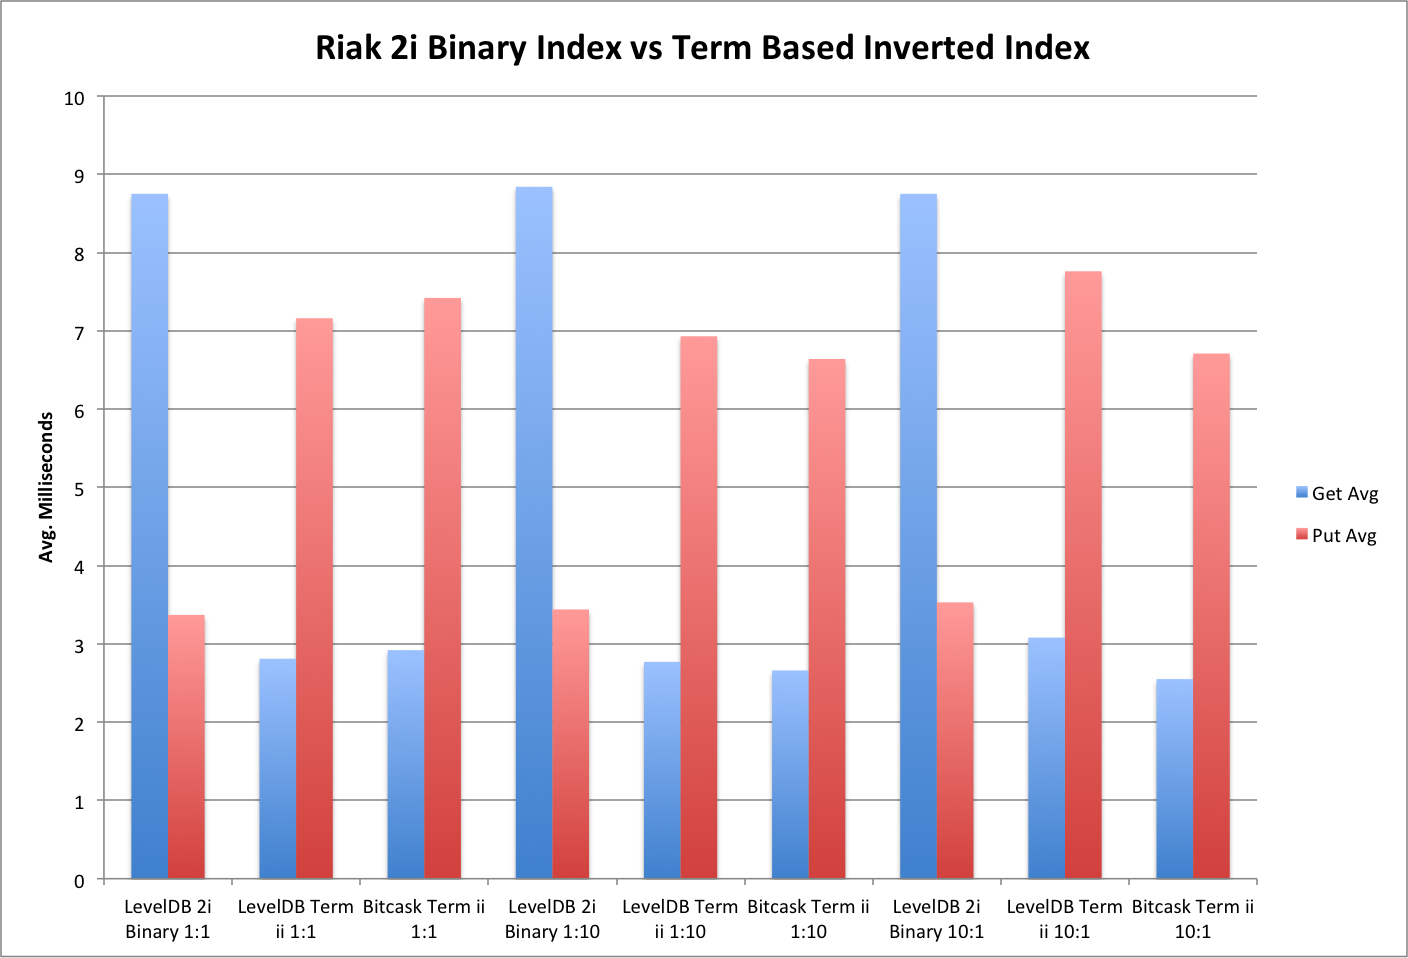 Riak 2i Binary Index vs Term Based Inverted Index
10
9
8
7
6
5
4
3
2
1
0
Avg. Milliseconds
LevelDB 2i
Binary 1:1
LevelDB Term
ii 1:1
Bitcask Term ii
1:1
LevelDB 2i
Binary 1:10
LevelDB Term
ii 1:10
Bitcask Term ii
1:10
LevelDB 2i
Binary 10:1
LevelDB Term
ii 10:1
Bitcask Term ii
10:1
Get Avg
Put Avg